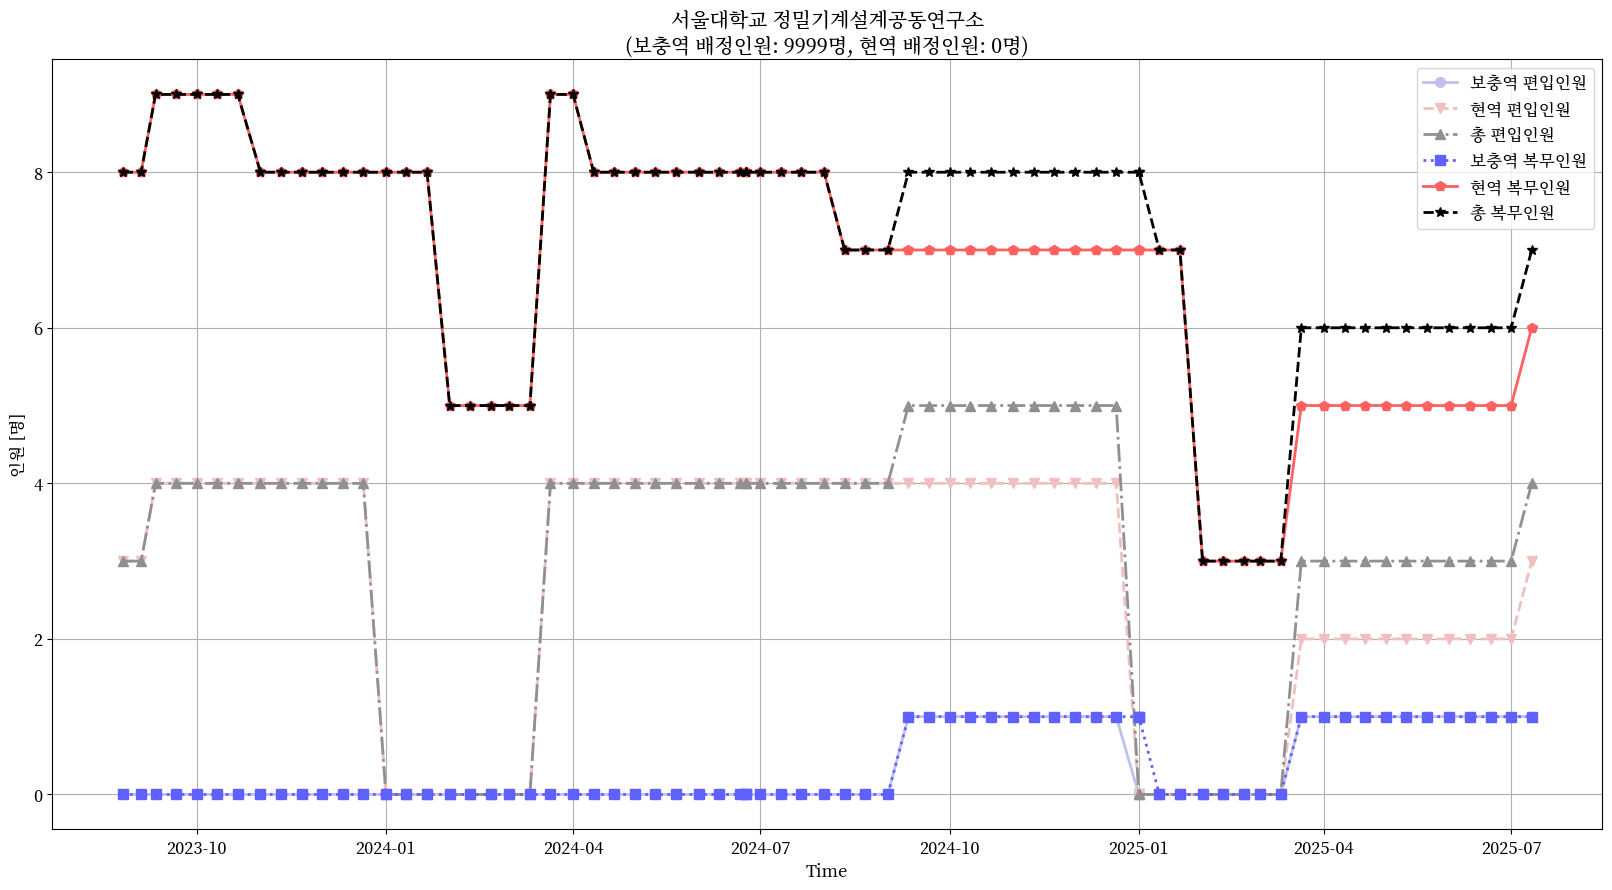 서울대학교 정밀기계설계공동연구소
(보충역 배정인원: 9999명, 현역 배정인원: 0명)
보충역 편입인원
현역 편입인원
총 편입인원
보충역 복무인원
현역 복무인원
총 복무인원
인원 [명]
8
6
4
2
0
2023-10
2024-01
2024-04
2024-07
2024-10
2025-01
2025-04
2025-07
Time